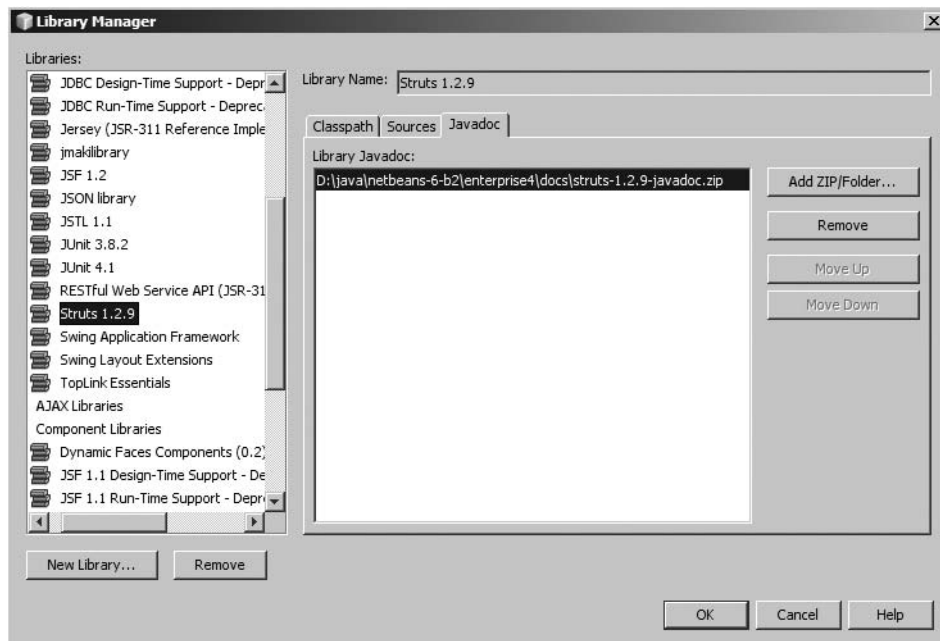 Library Manager
Libraries:
JDBC Design-Time Support - Depr
JDBC Run-Time Support - Deprec
Jersey (JSR-311 Reference Imple
jmakilibrary
JSF 1.2
JSON library
JSTL 1.1
JUnit 3.8.2
JUnit 4.1
RESTful Web Service API (JSR-31
Struts 1.2.9
Swing Application Framework
Swing Layout Extensions
TopLink Essentials
AJAX Libraries
Component Libraries
Dynamic Faces Components (0.2)
JSF 1.1 Design-Time Support - De
JSF 1.1 Run-Time Support - Depr
New Library...
Remove
Library Name: Struts 1.2.9
Classpath Sources Javadoc
Library Javadoc:
D:\java\netbeans-6-b2\enterprise4\docs\struts-1.2.9-javadoc.zip
Add ZIP/Folder...
Remove
Move Up
Move Down
OK Cancel Help